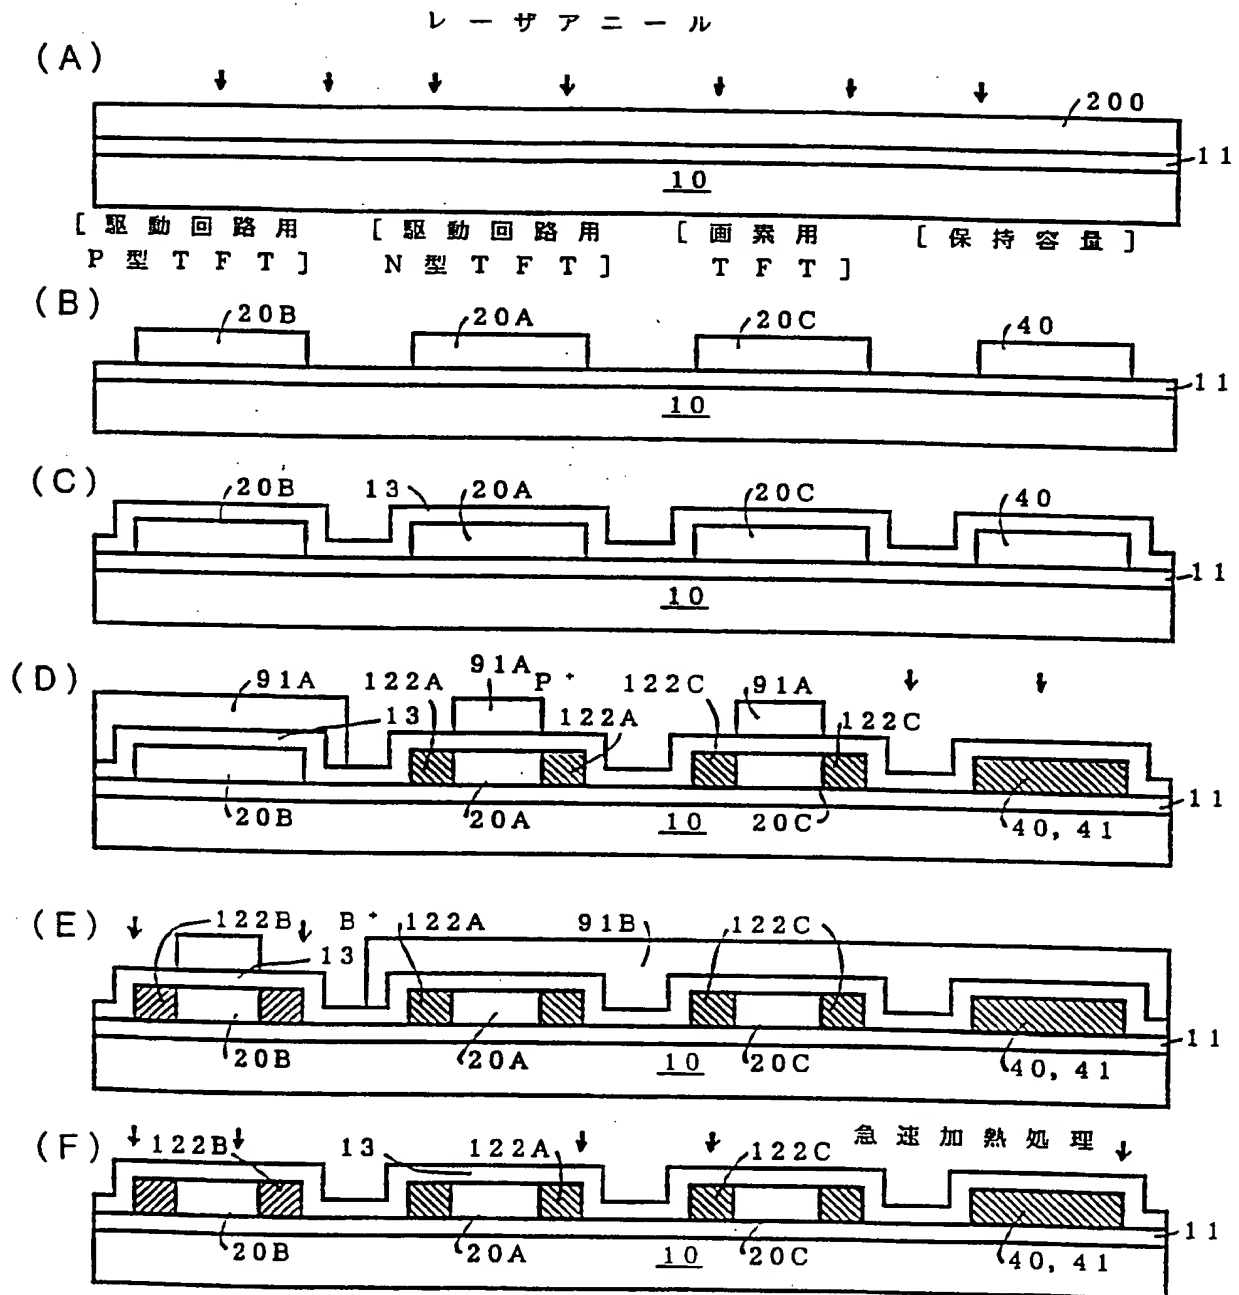 レーザアニール
(A)
200
11
10
[駆動回路用 [駆動回路用 [画素用 [保持容量]
P型TFT] N型TFT] TFT]
(B)
20B 20A 20C 40
11
10
(C)
20B 13 20A 20C 40
11
10
(D)
91A 122A 91A P+ 122C 91A
13 122A 122C
11
20B 20A 10 20C 40,41
(E)
122B B+ 122A 91B 122C
13
11
20B 20A 10 20C 40,41
(F)
122B 13 122A 122C 急速加熱処理
11
20B 20A 10 20C 40,41